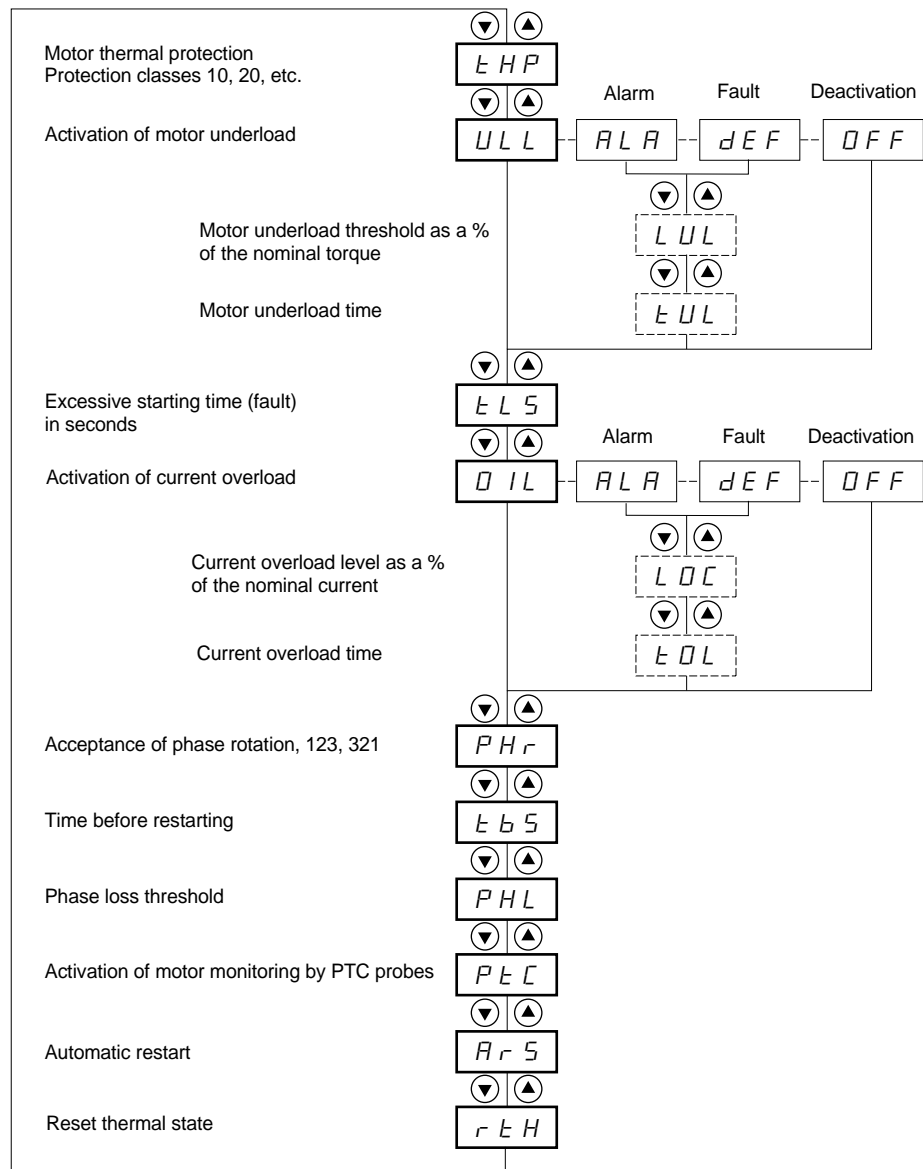 Motor thermal protection
Protection classes 10, 20, etc.
tHP
Alarm Fault Deactivation
Activation of motor underload
ULL ALA dEF OFF
Motor underload threshold as a %
of the nominal torque
LUL
Motor underload time
tUL
Excessive starting time (fault)
in seconds
tLS
Alarm Fault Deactivation
Activation of current overload
OIL ALA dEF OFF
Current overload level as a %
of the nominal current
LOC
Current overload time
tOL
Acceptance of phase rotation, 123, 321
PHr
Time before restarting
tbS
Phase loss threshold
PHL
Activation of motor monitoring by PTC probes
PtC
Automatic restart
ArS
Reset thermal state
rtH